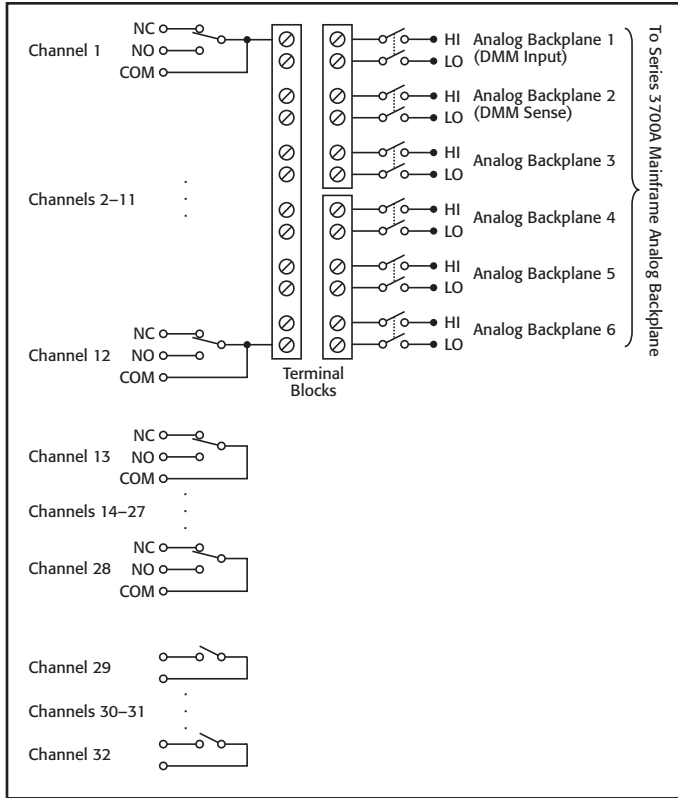 NC
Channel 1
NO
COM
HI Analog Backplane 1
LO (DMM Input)
HI Analog Backplane 2
LO (DMM Sense)
HI
Analog Backplane 3
LO
Channels 2–11
HI
Analog Backplane 4
LO
HI
Analog Backplane 5
LO
HI
Analog Backplane 6
LO
To Series 3700A Mainframe Analog Backplane
NC
Channel 12
NO
COM
Terminal
Blocks
NC
Channel 13
NO
COM
Channels 14–27
NC
Channel 28
NO
COM
Channel 29
Channels 30–31
Channel 32